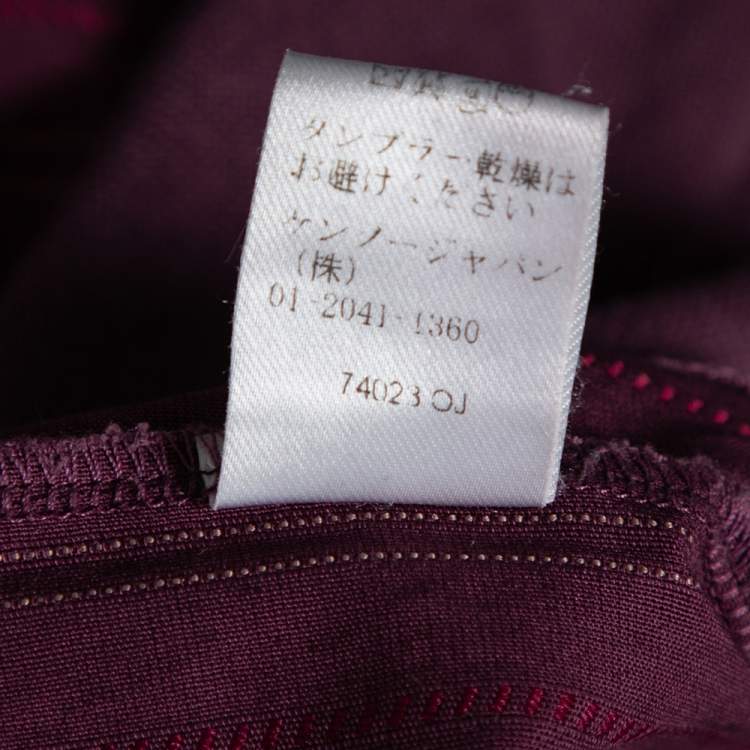 タンブラー乾燥は
お避けください
ケンゾージャパン
(株)
01-2041-1360
74023 OJ